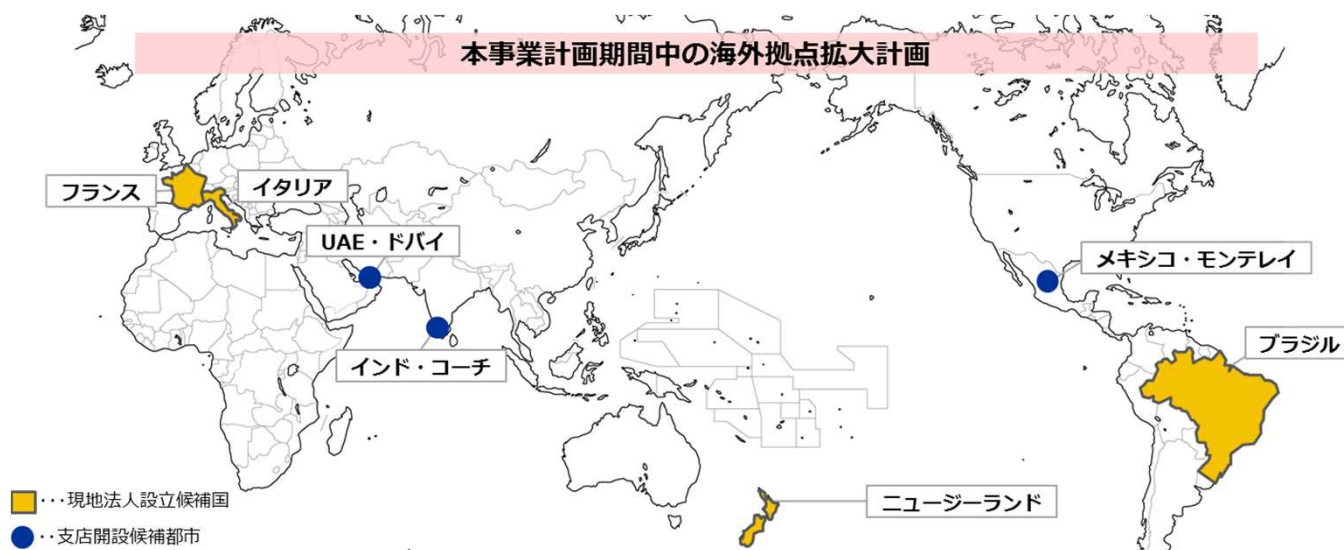 本事業計画期間中の海外拠点拡大計画
フランス
イタリア
UAE・ドバイ
メキシコ・モンテレイ
インド・コーチ
ブラジル
ニュージーランド
・・・現地法人設立候補国
・・支店開設候補都市